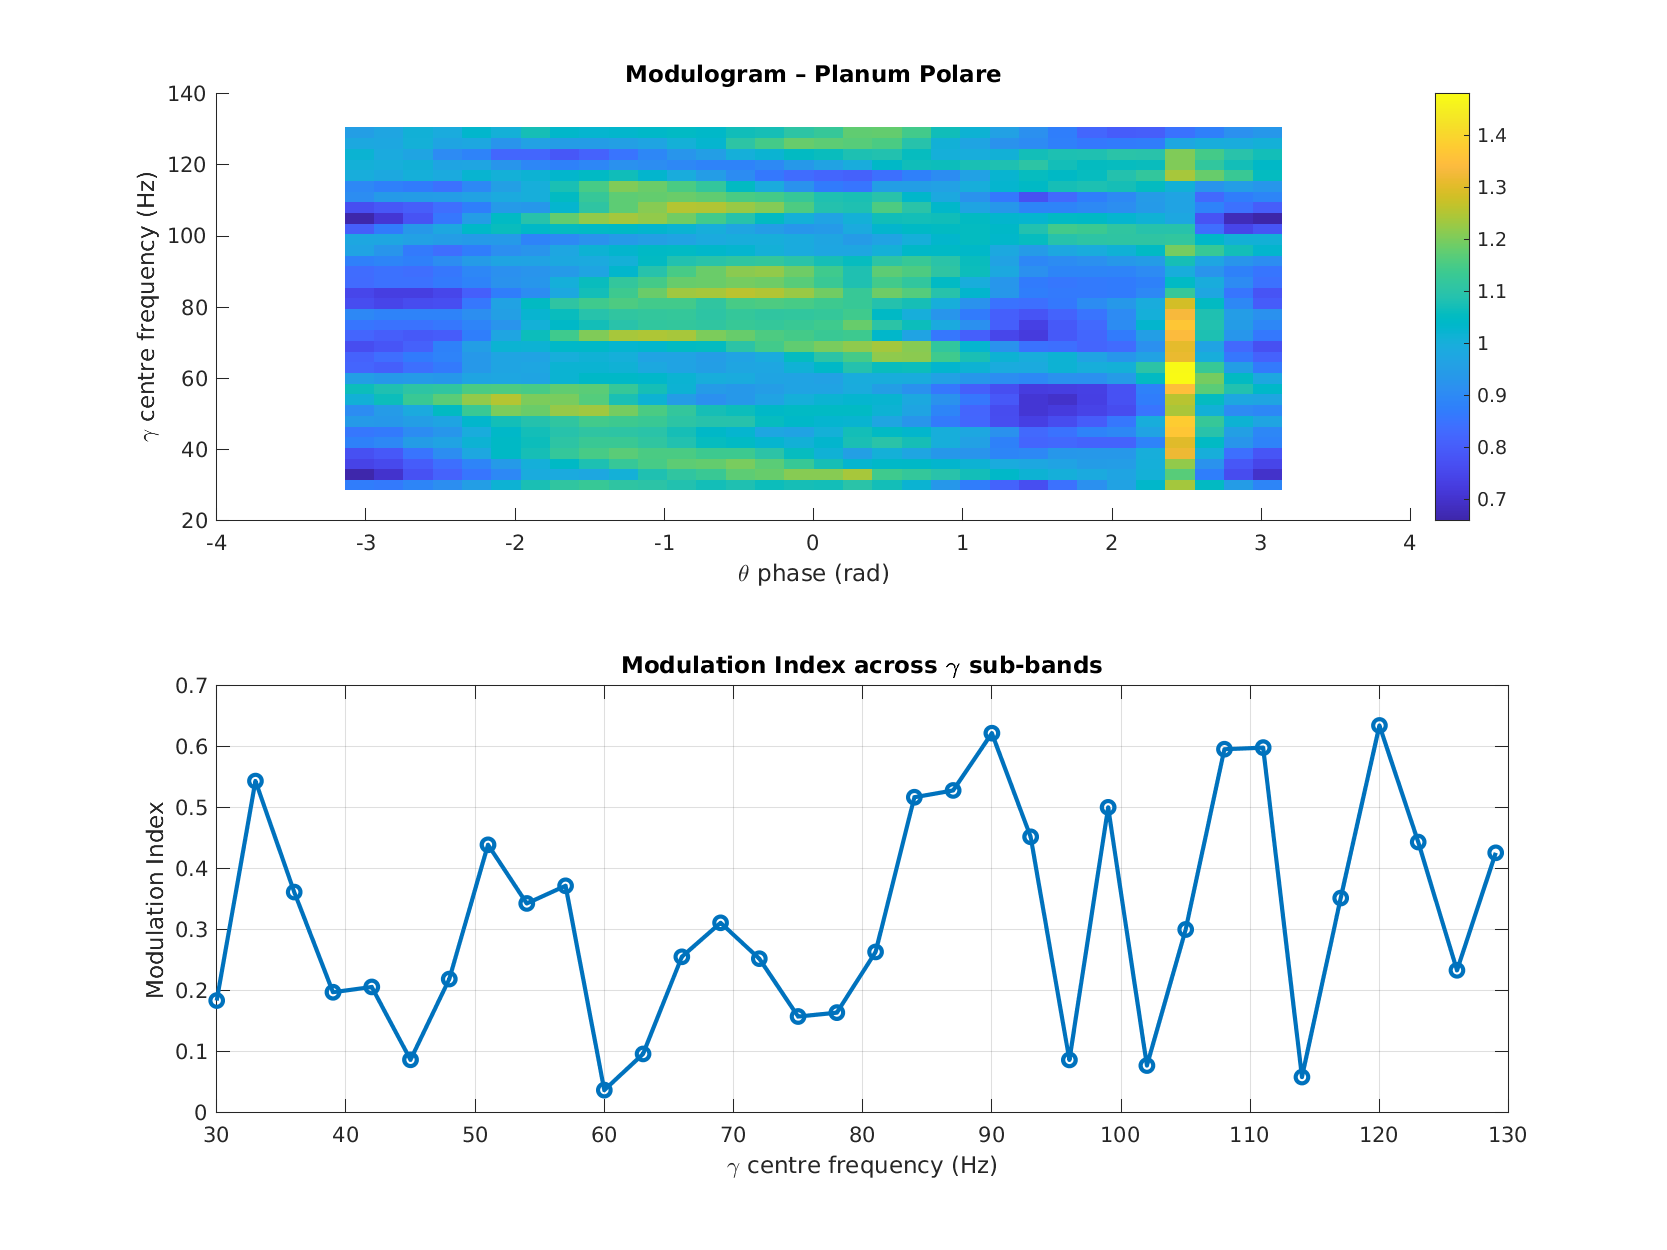 Modulogram – Planum Polare
140
120
100
80
60
40
20
γ centre frequency (Hz)
-4 -3 -2 -1 0 1 2 3 4
θ phase (rad)
1.4
1.3
1.2
1.1
1
0.9
0.8
0.7
Modulation Index across γ sub-bands
0.7
0.6
0.5
0.4
0.3
0.2
0.1
0
Modulation Index
30 40 50 60 70 80 90 100 110 120 130
γ centre frequency (Hz)